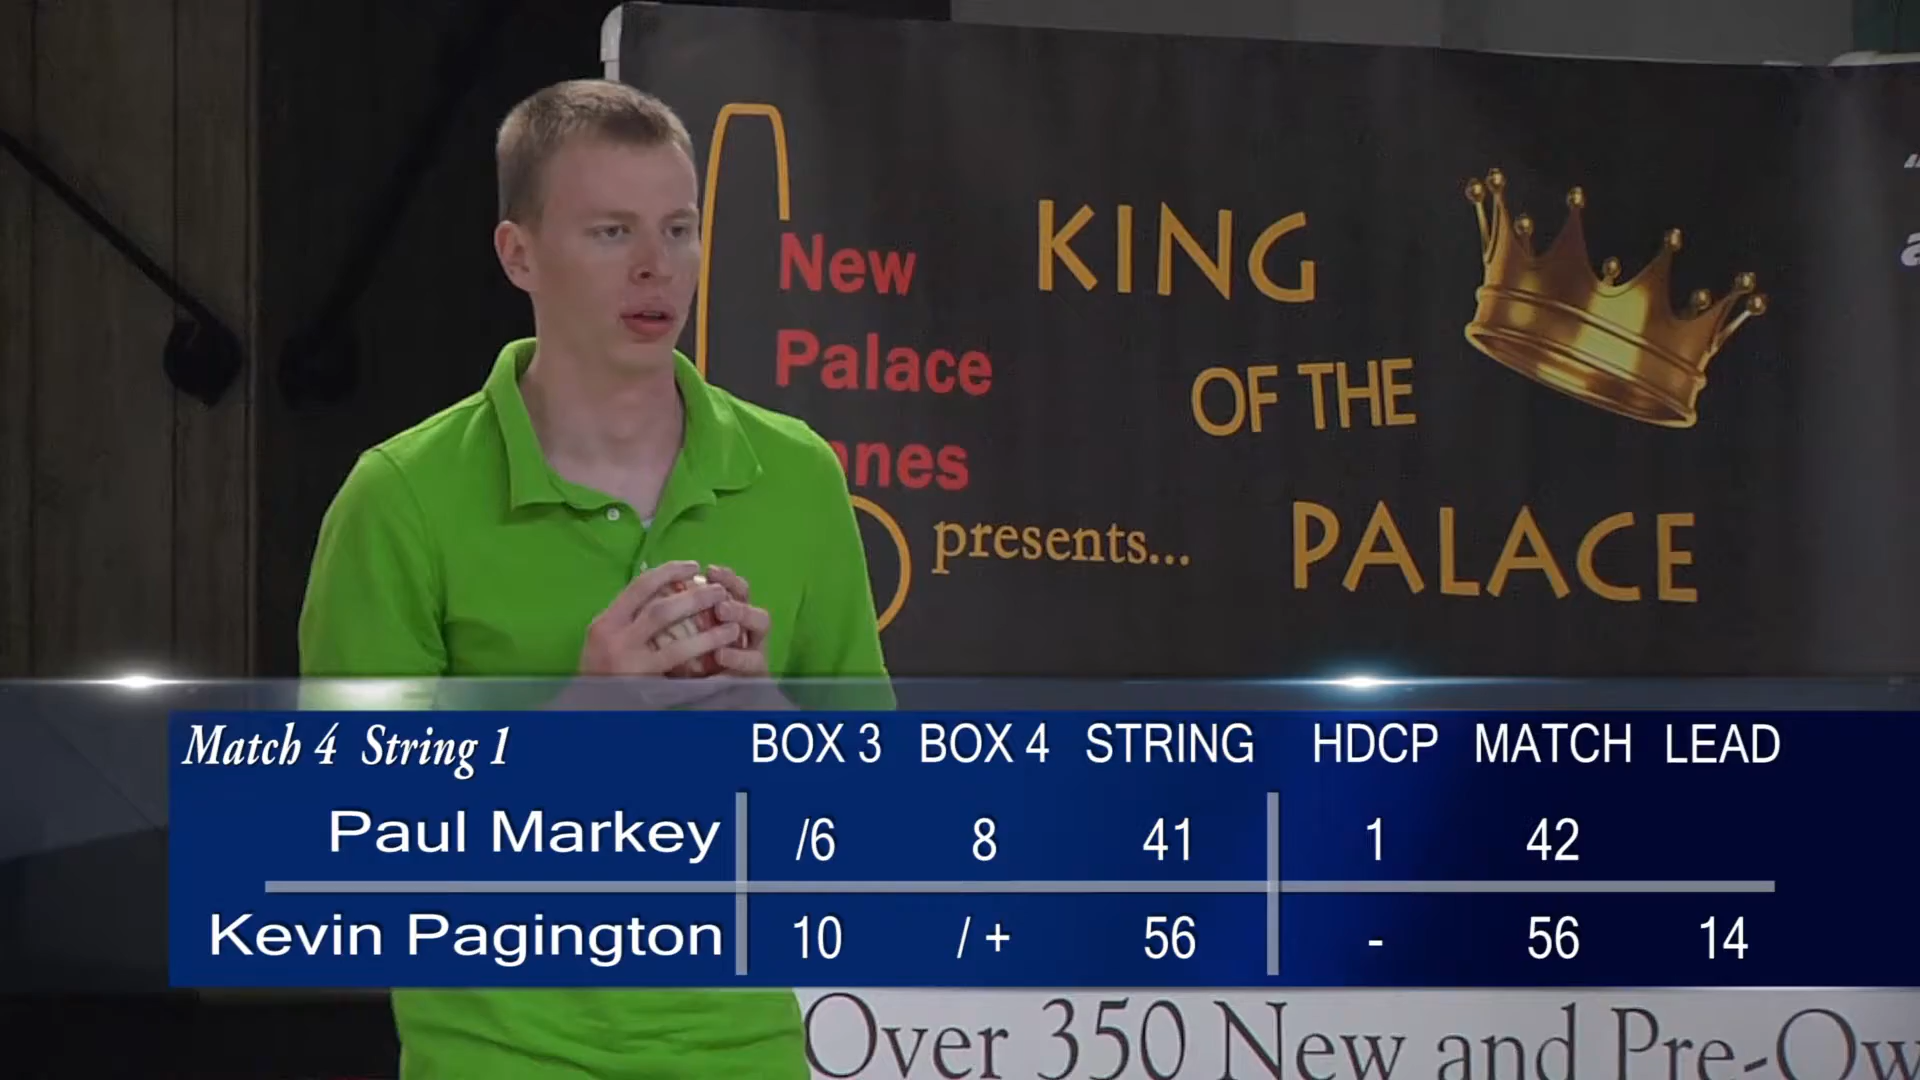 New
Palace
presents...
KING
OF THE
PALACE
Match 4 String 1 BOX 3 BOX 4 STRING HDCP MATCH LEAD
Paul Markey /6 8 41 1 42
Kevin Pagington 10 / + 56 - 56 14
Over 350 New and Pre-Ow